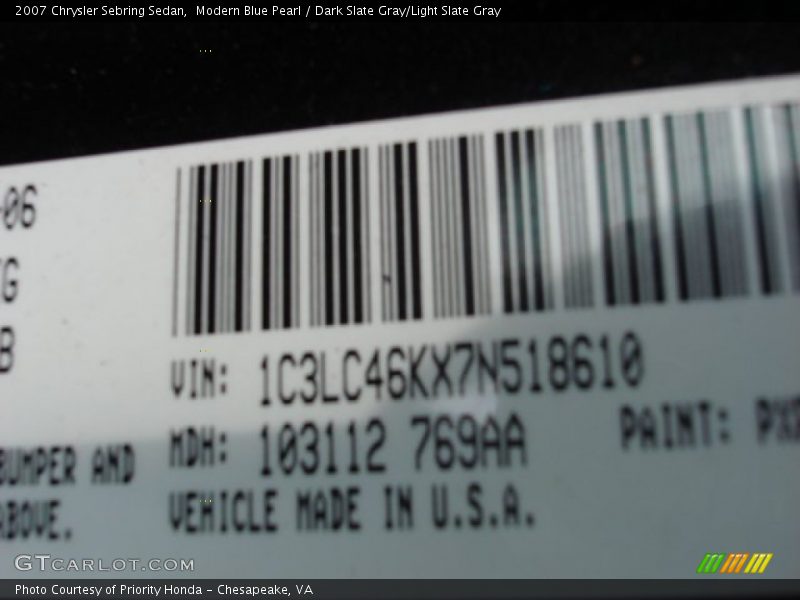 2007 Chrysler Sebring Sedan, Modern Blue Pearl / Dark Slate Gray/Light Slate Gray
-06
G
B
VIN: 1C3LC46KX7N518610
MDH: 103112 769AA
PAINT:
BUMPER AND
ABOVE.
VEHICLE MADE IN U.S.A.
GTCARLOT.COM
Photo Courtesy of Priority Honda - Chesapeake, VA